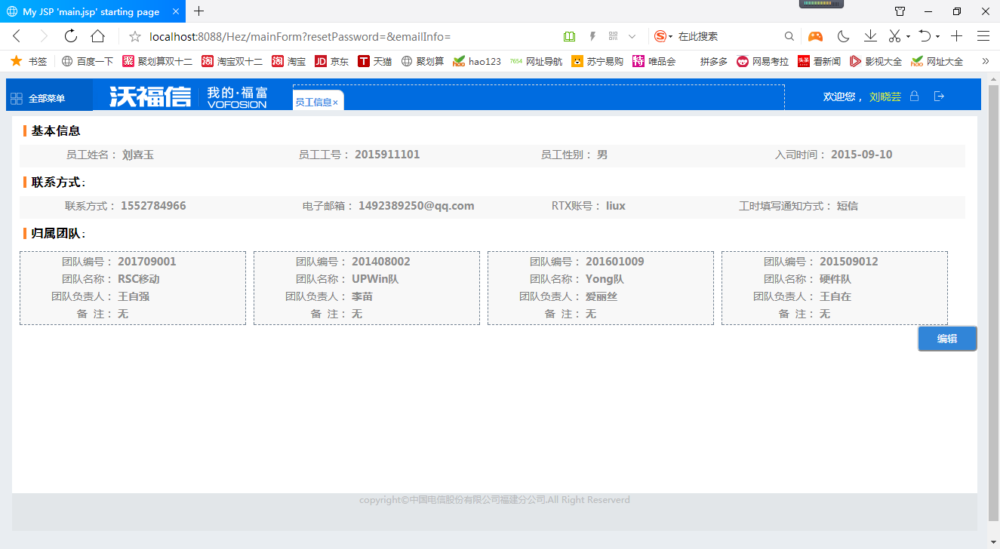 My JSP 'main.jsp' starting page
localhost:8088/Hez/mainForm?resetPassword=&emailInfo=
在此搜索
书签 百度一下 聚划算双十二 淘宝双十二 淘宝 京东 天猫 聚划算 hao123 网址导航 苏宁易购 唯品会 拼多多 网易考拉 看新闻 影视大全 网址大全
全部菜单 沃福信 我的·福富 VOFOSION 员工信息× 欢迎您， 刘晓芸
基本信息
员工姓名： 刘喜玉 员工工号： 2015911101 员工性别： 男 入司时间： 2015-09-10
联系方式:
联系方式： 1552784966 电子邮箱： 1492389250@qq.com RTX账号： liux 工时填写通知方式： 短信
归属团队:
团队编号： 201709001 团队编号： 201408002 团队编号： 201601009 团队编号： 201509012
团队名称： RSC移动 团队名称： UPWin队 团队名称： Yong队 团队名称： 硬件队
团队负责人： 王自强 团队负责人： 李苗 团队负责人： 爱丽丝 团队负责人： 王自在
备 注： 无 备 注： 无 备 注： 无 备 注： 无
编辑
copyright©中国电信股份有限公司福建分公司.All Right Reserverd